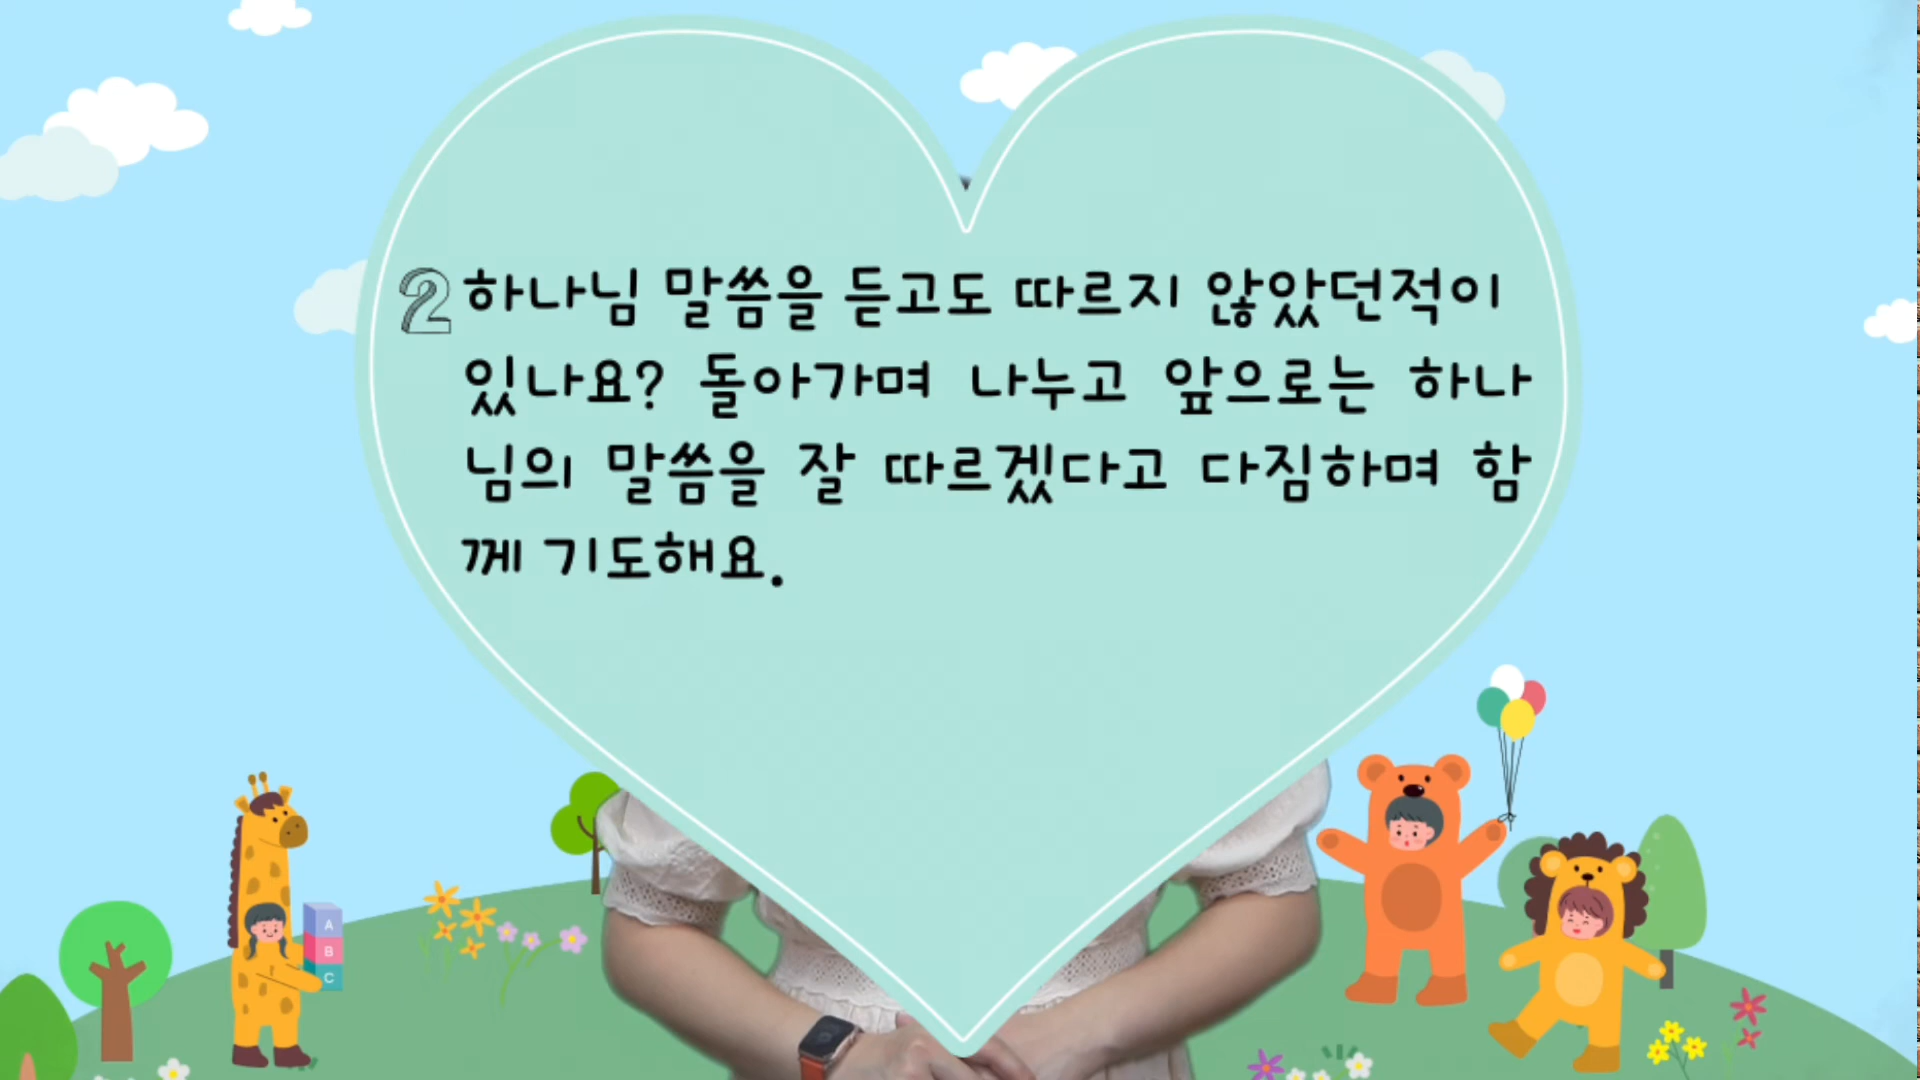 2 하나님 말씀을 듣고도 따르지 않았던적이
있나요? 돌아가며 나누고 앞으로는 하나
님의 말씀을 잘 따르겠다고 다짐하며 함
께 기도해요.
A
B
C